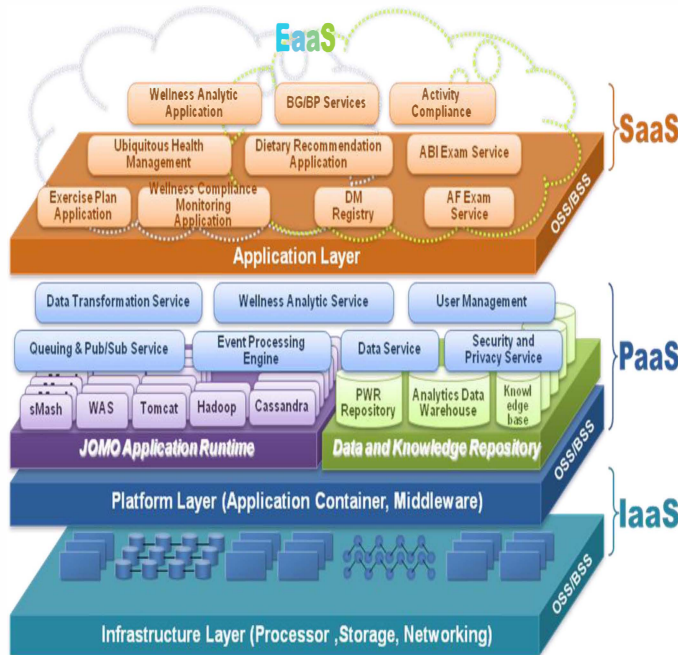 EaaS
Wellness Analytic
Application
BG/BP Services
Activity
Compliance
SaaS
Ubiquitous Health
Management
Dietary Recommendation
Application
ABI Exam Service
Exercise Plan
Application
Wellness Compliance
Monitoring
Application
DM
Registry
AF Exam
Service
OSS/BSS
Application Layer
Data Transformation Service
Wellness Analytic Service
User Management
PaaS
Queuing & Pub/Sub Service
Event Processing
Engine
Data Service
Security and
Privacy Service
sMash
WAS
Tomcat
Hadoop
Cassandra
PWR
Repository
Analytics Data
Warehouse
Knowl
edge
base
JOMO Application Runtime
Data and Knowledge Repository
OSS/BSS
Platform Layer (Application Container, Middleware)
IaaS
OSS/BSS
Infrastructure Layer (Processor ,Storage, Networking)